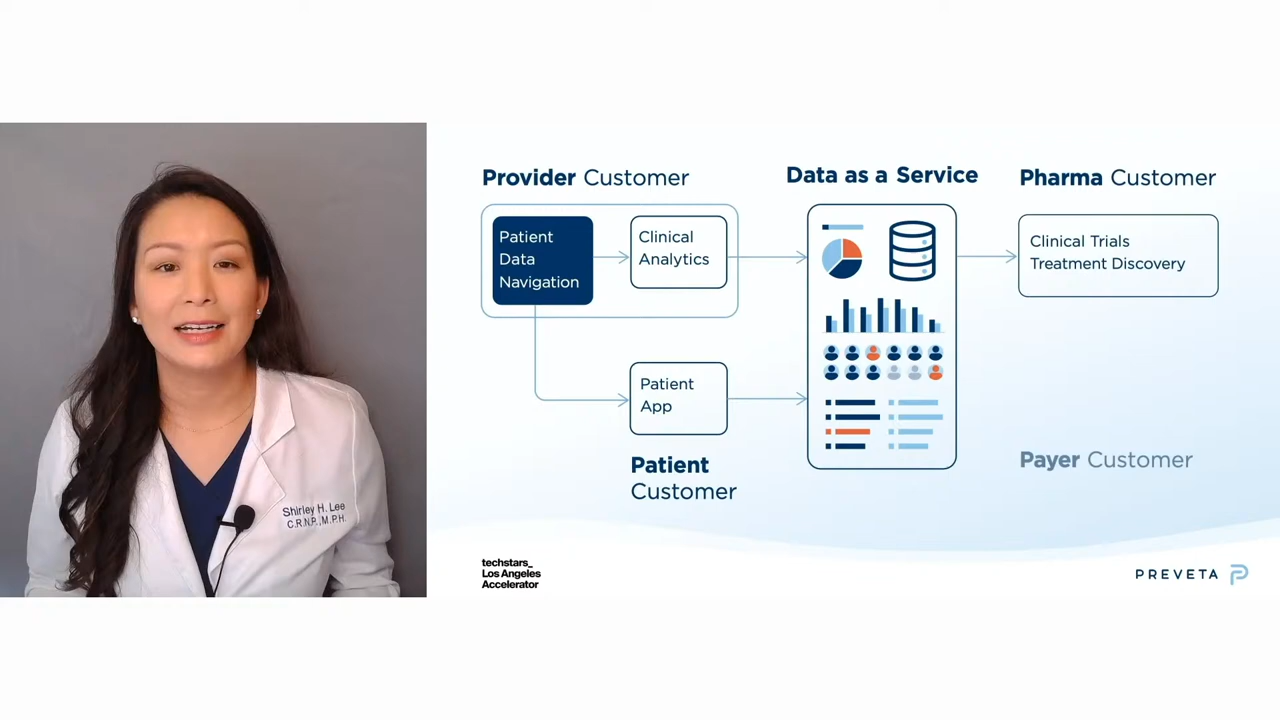 Provider Customer
Patient
Data
Navigation
Clinical
Analytics
Patient
App
Patient
Customer
Data as a Service
Pharma Customer
Clinical Trials
Treatment Discovery
Payer Customer
Shirley H. Lee
C.R.N.P., M.P.H.
techstars_
Los Angeles
Accelerator
PREVETA